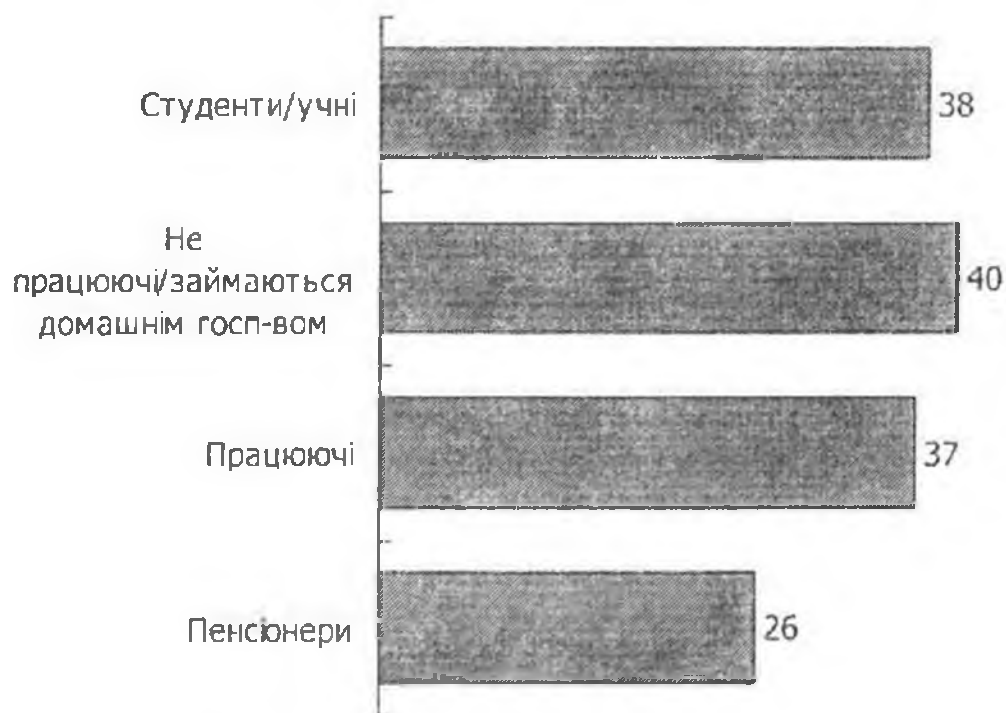 Студенти/учні
38
Не
працюючі/займаються
домашнім госп-вом
40
Працюючі
37
Пенсіонери
26